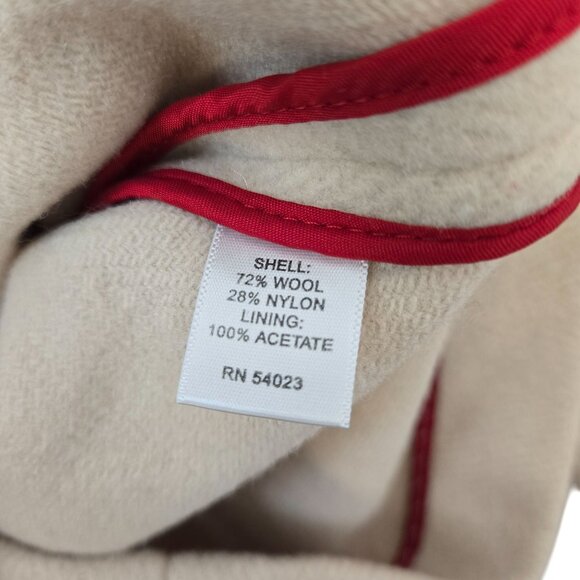 SHELL:
72% WOOL
28% NYLON
LINING:
100% ACETATE
RN 54023